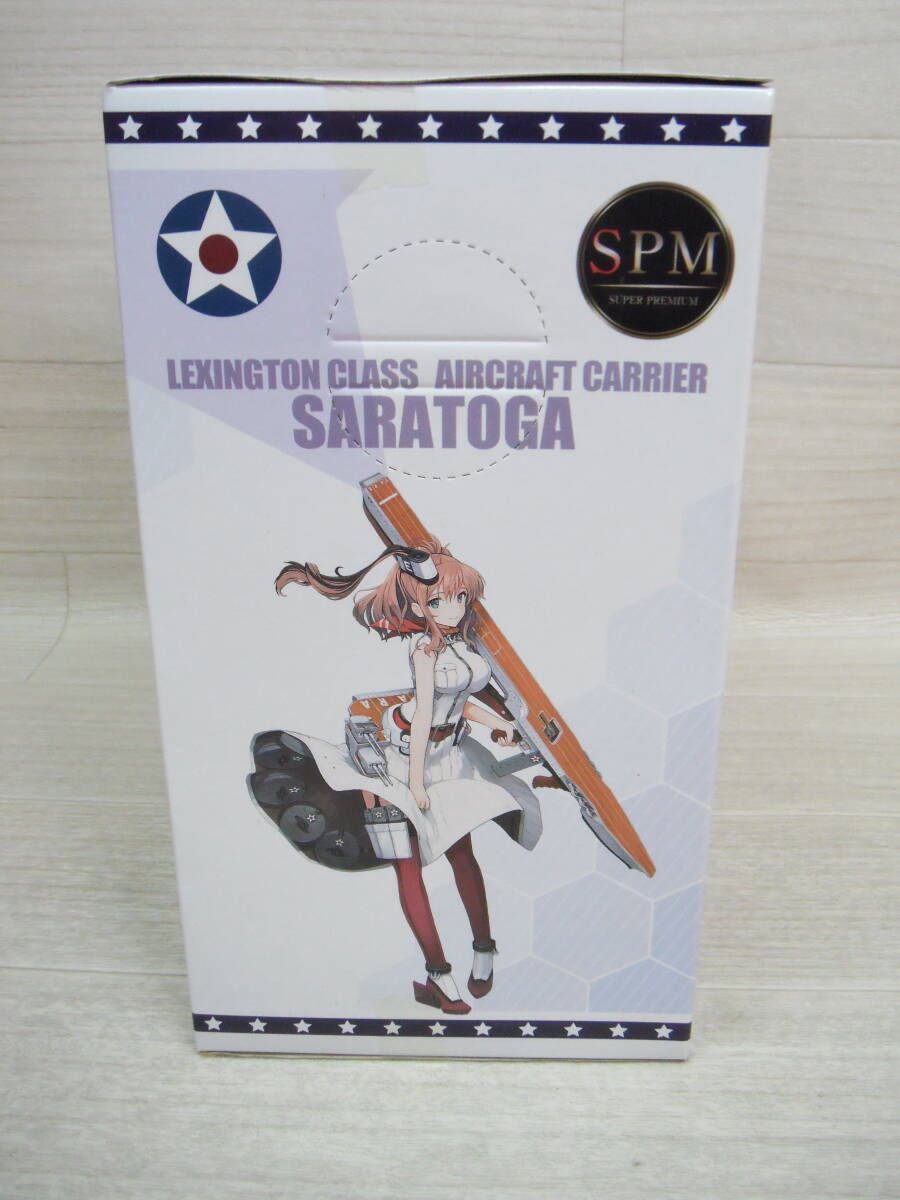 SPM
SUPER PREMIUM
LEXINGTON CLASS AIRCRAFT CARRIER
SARATOGA